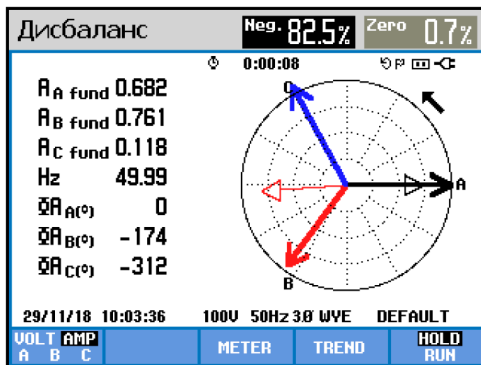 Дисбаланс Neg. 82.5% Zero 0.7%
0:00:08
A A fund 0.682
A B fund 0.761
A C fund 0.118
Hz 49.99
ΦA A(°) 0
ΦA B(°) -174
ΦA C(°) -312
C
A
B
29/11/18 10:03:36 100V 50Hz 3.0 WYE DEFAULT
VOLT AMP
A B C
METER
TREND
HOLD
RUN